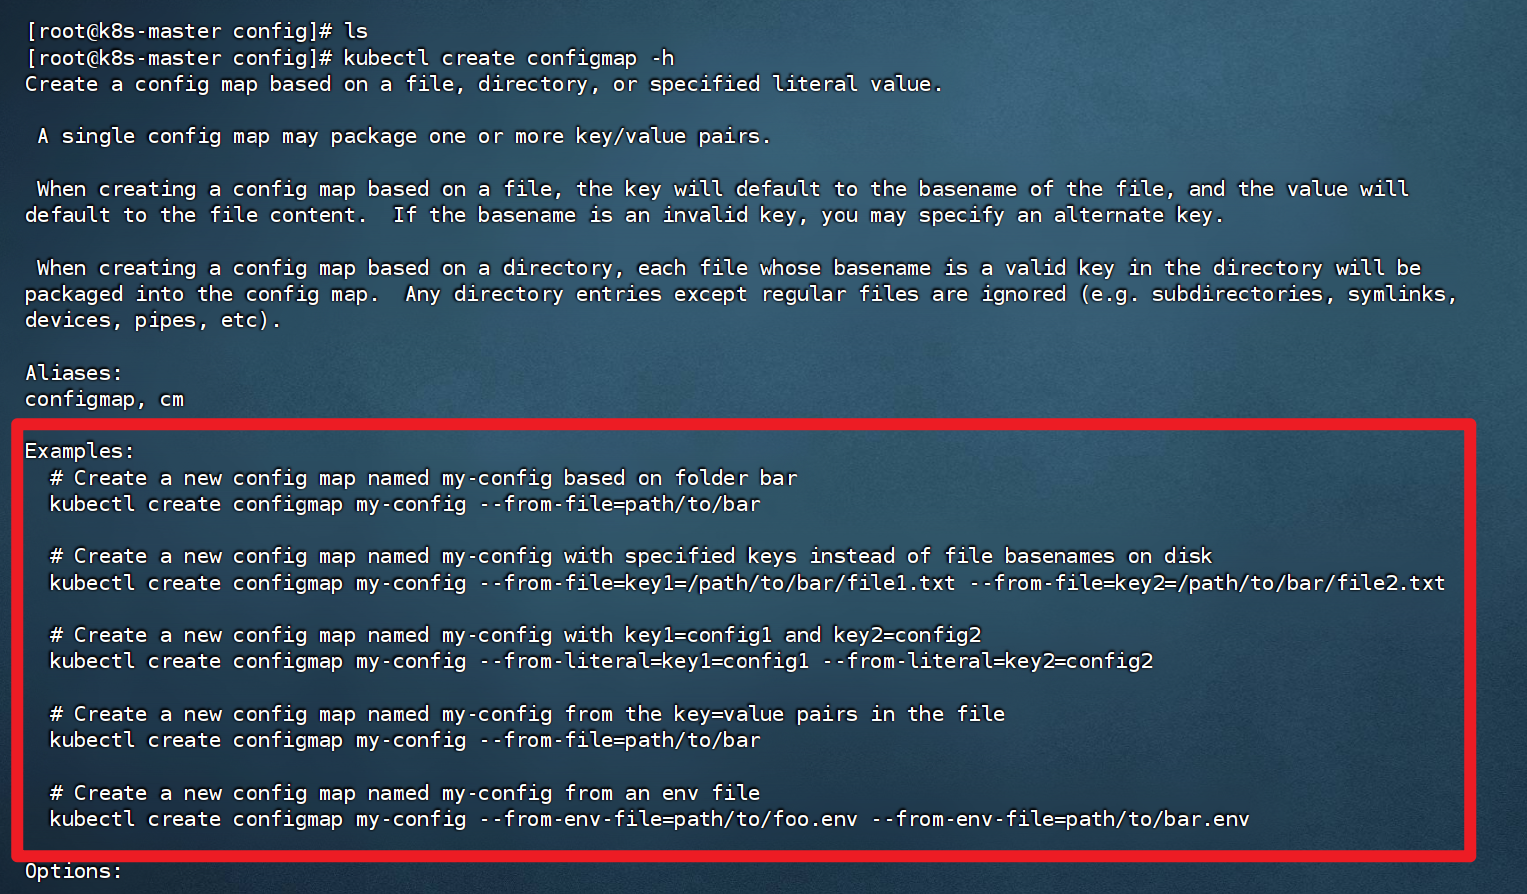 [root@k8s-master config]# ls
[root@k8s-master config]# kubectl create configmap -h
Create a config map based on a file, directory, or specified literal value.
 A single config map may package one or more key/value pairs.
 When creating a config map based on a file, the key will default to the basename of the file, and the value will
default to the file content.  If the basename is an invalid key, you may specify an alternate key.
 When creating a config map based on a directory, each file whose basename is a valid key in the directory will be
packaged into the config map.  Any directory entries except regular files are ignored (e.g. subdirectories, symlinks,
devices, pipes, etc).
Aliases:
configmap, cm
Examples:
  # Create a new config map named my-config based on folder bar
  kubectl create configmap my-config --from-file=path/to/bar
  # Create a new config map named my-config with specified keys instead of file basenames on disk
  kubectl create configmap my-config --from-file=key1=/path/to/bar/file1.txt --from-file=key2=/path/to/bar/file2.txt
  # Create a new config map named my-config with key1=config1 and key2=config2
  kubectl create configmap my-config --from-literal=key1=config1 --from-literal=key2=config2
  # Create a new config map named my-config from the key=value pairs in the file
  kubectl create configmap my-config --from-file=path/to/bar
  # Create a new config map named my-config from an env file
  kubectl create configmap my-config --from-env-file=path/to/foo.env --from-env-file=path/to/bar.env
Options: